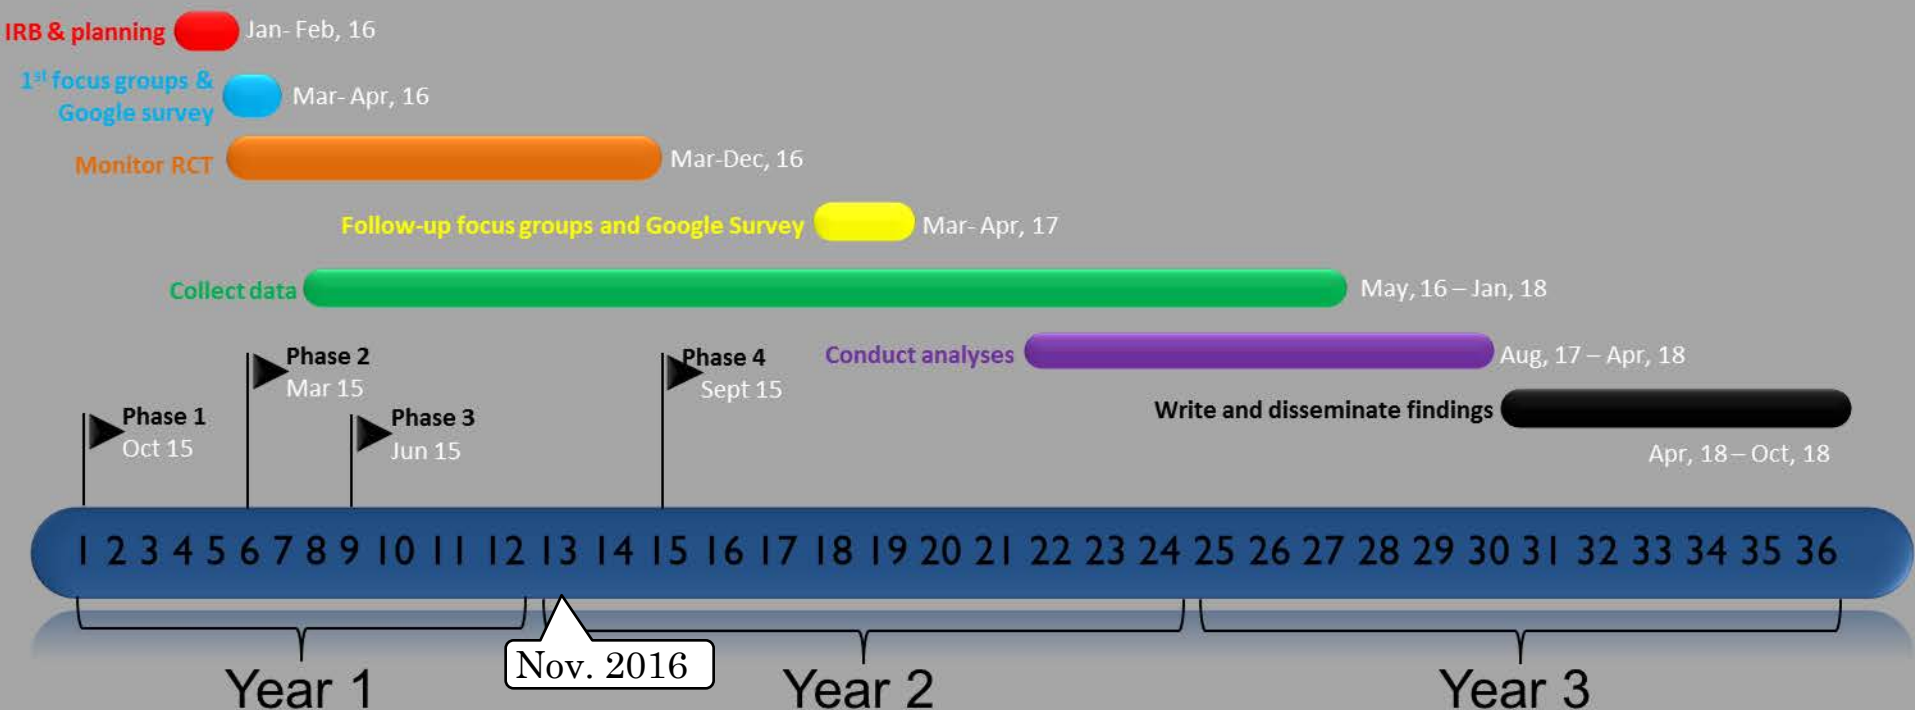 IRB & planning
Jan- Feb, 16
1st focus groups &
Google survey
Mar- Apr, 16
Monitor RCT
Mar-Dec, 16
Follow-up focus groups and Google Survey
Mar- Apr, 17
Collect data
May, 16 – Jan, 18
Phase 2
Mar 15
Phase 4
Sept 15
Conduct analyses
Aug, 17 – Apr, 18
Phase 1
Oct 15
Phase 3
Jun 15
Write and disseminate findings
Apr, 18 – Oct, 18
1 2 3 4 5 6 7 8 9 10 11 12 13 14 15 16 17 18 19 20 21 22 23 24 25 26 27 28 29 30 31 32 33 34 35 36
Nov. 2016
Year 1
Year 2
Year 3